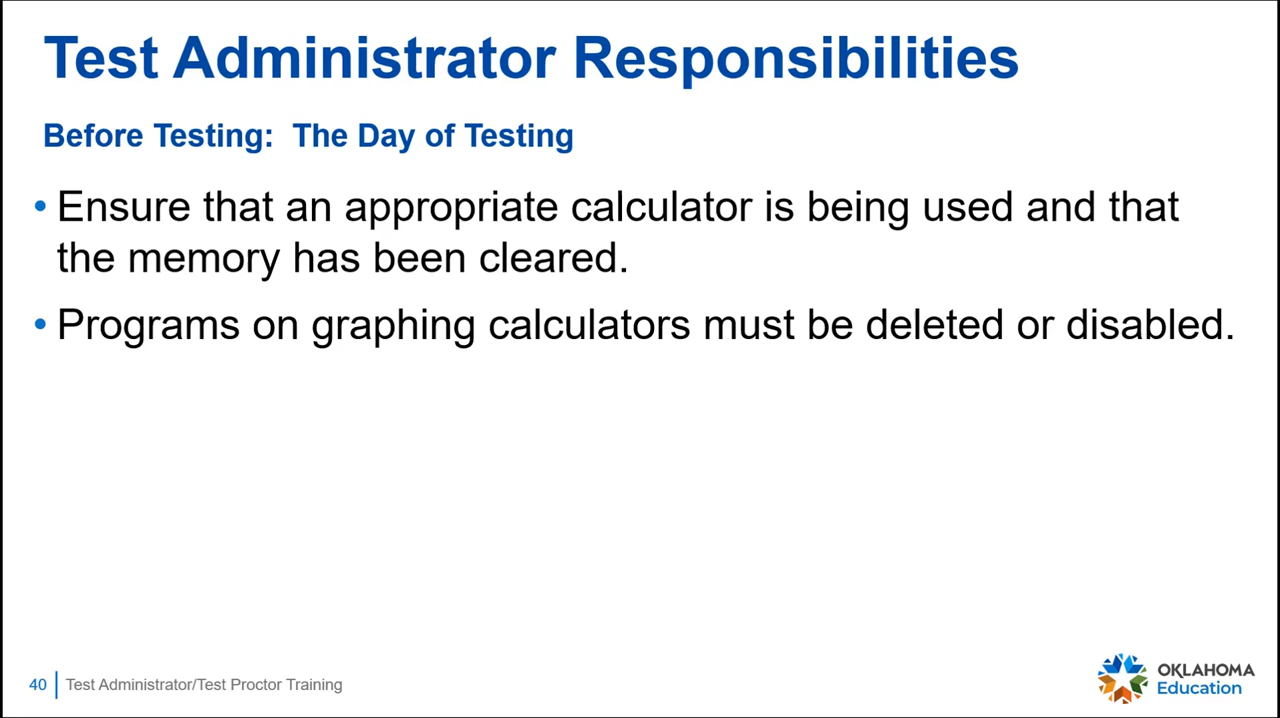 Test Administrator Responsibilities
Before Testing:  The Day of Testing
• Ensure that an appropriate calculator is being used and that
the memory has been cleared.
• Programs on graphing calculators must be deleted or disabled.
40 | Test Administrator/Test Proctor Training
OKLAHOMA
Education